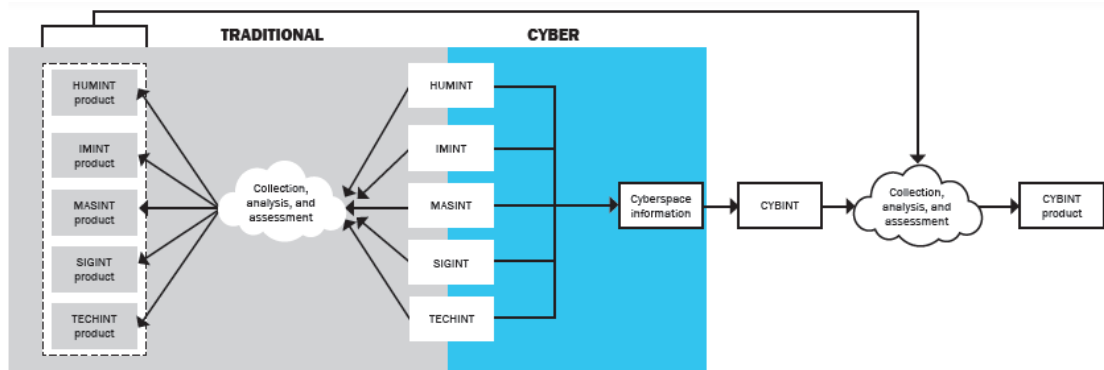 TRADITIONAL
CYBER
HUMINT
product
IMINT
product
MASINT
product
SIGINT
product
TECHINT
product
Collection,
analysis, and
assessment
HUMINT
IMINT
MASINT
SIGINT
TECHINT
Cyberspace
information
CYBINT
Collection,
analysis, and
assessment
CYBINT
product